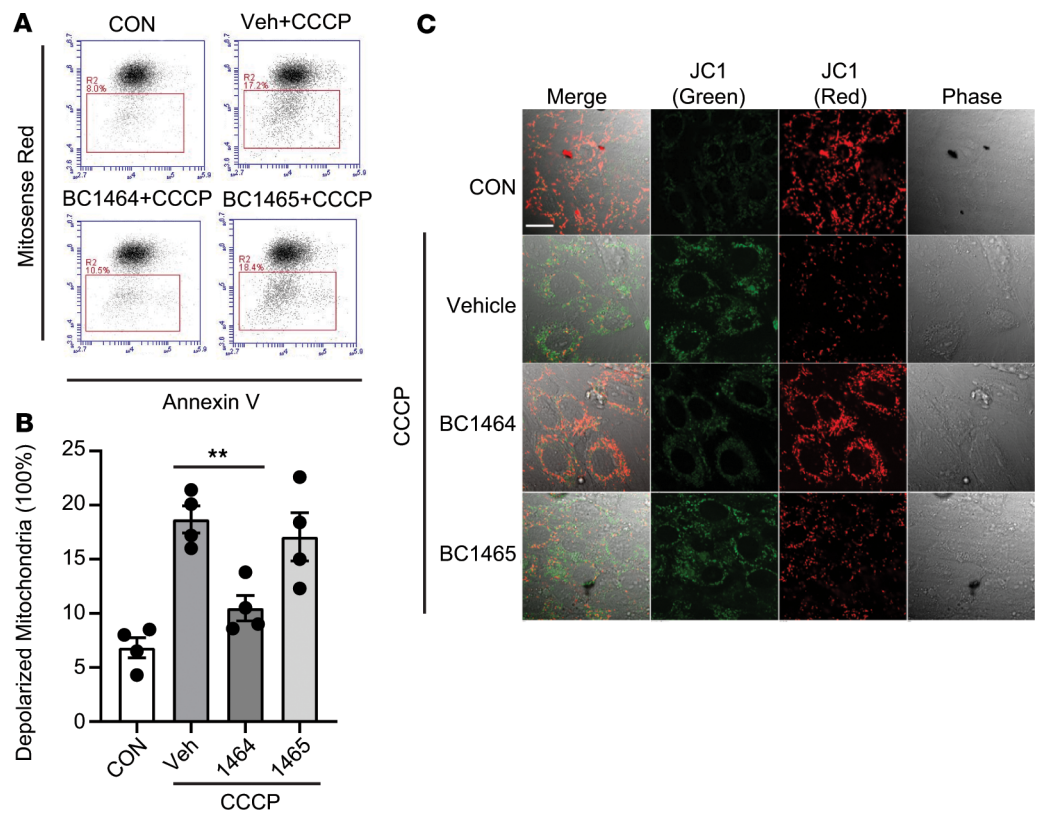 A
CON
Veh+CCCP
R2
8.0%
R2
17.2%
BC1464+CCCP
BC1465+CCCP
R2
10.5%
R2
18.4%
Mitosense Red
Annexin V
B
Depolarized Mitochondria (100%)
25
20
15
10
5
0
**
CON
Veh
1464
1465
CCCP
C
Merge
JC1
(Green)
JC1
(Red)
Phase
CON
Vehicle
BC1464
BC1465
CCCP